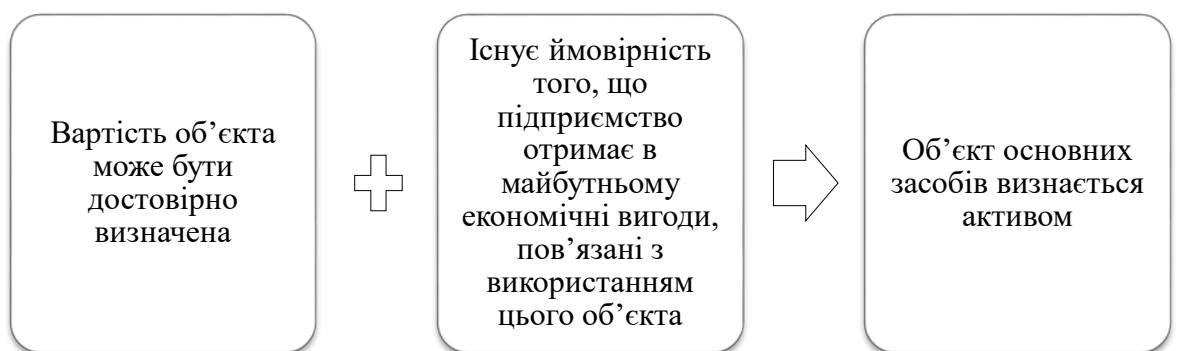 Вартість об’єкта
може бути
достовірно
визначена
Існує ймовірність
того, що
підприємство
отримає в
майбутньому
економічні вигоди,
пов’язані з
використанням
цього об’єкта
Об’єкт основних
засобів визнається
активом